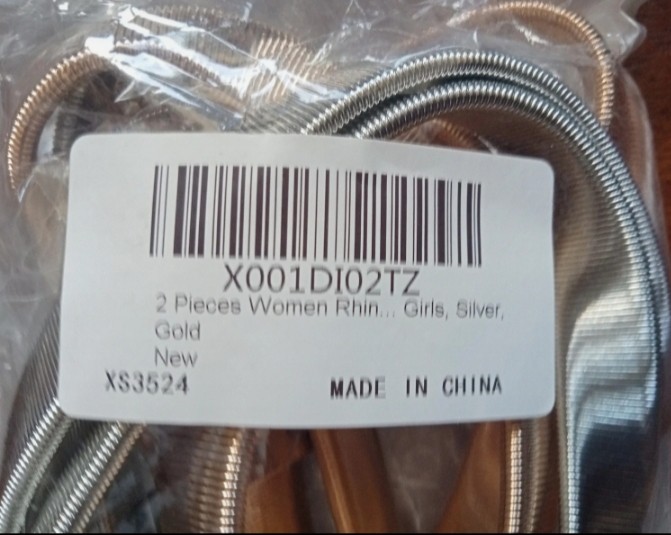 X001DI02TZ
2 Pieces Women Rhin... Girls, Silver,
Gold
New
XS3524 MADE IN CHINA